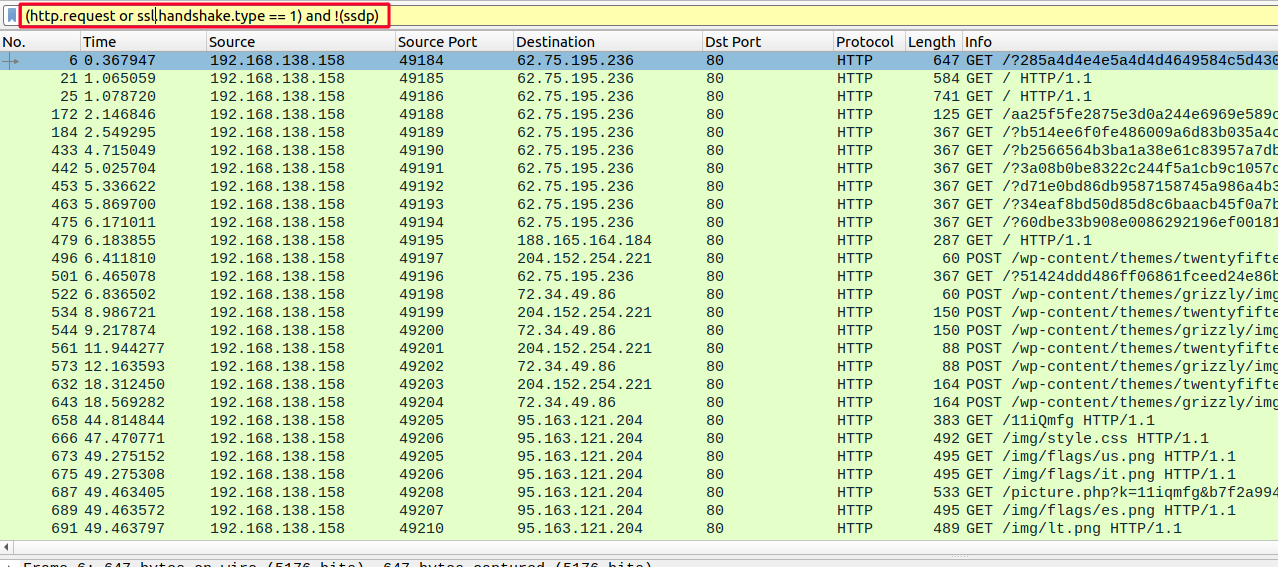 (http.request or ssl.handshake.type == 1) and !(ssdp)
No. Time Source Source Port Destination Dst Port Protocol Length Info
6 0.367947 192.168.138.158 49184 62.75.195.236 80 HTTP 647 GET /?285a4d4e4e5a4d4d4649584c5d430
21 1.065059 192.168.138.158 49185 62.75.195.236 80 HTTP 584 GET / HTTP/1.1
25 1.078720 192.168.138.158 49186 62.75.195.236 80 HTTP 741 GET / HTTP/1.1
172 2.146846 192.168.138.158 49188 62.75.195.236 80 HTTP 125 GET /aa25f5fe2875e3d0a244e6969e589c
184 2.549295 192.168.138.158 49189 62.75.195.236 80 HTTP 367 GET /?b514ee6f0fe486009a6d83b035a4c
433 4.715049 192.168.138.158 49190 62.75.195.236 80 HTTP 367 GET /?b2566564b3ba1a38e61c83957a7db
442 5.025704 192.168.138.158 49191 62.75.195.236 80 HTTP 367 GET /?3a08b0be8322c244f5a1cb9c1057d
453 5.336622 192.168.138.158 49192 62.75.195.236 80 HTTP 367 GET /?d71e0bd86db9587158745a986a4b3
463 5.869700 192.168.138.158 49193 62.75.195.236 80 HTTP 367 GET /?34eaf8bd50d85d8c6baacb45f0a7b
475 6.171011 192.168.138.158 49194 62.75.195.236 80 HTTP 367 GET /?60dbe33b908e0086292196ef00181
479 6.183855 192.168.138.158 49195 188.165.164.184 80 HTTP 287 GET / HTTP/1.1
496 6.411810 192.168.138.158 49197 204.152.254.221 80 HTTP 60 POST /wp-content/themes/twentyfifte
501 6.465078 192.168.138.158 49196 62.75.195.236 80 HTTP 367 GET /?51424ddd486ff06861fceed24e86b
522 6.836502 192.168.138.158 49198 72.34.49.86 80 HTTP 60 POST /wp-content/themes/grizzly/img
534 8.986721 192.168.138.158 49199 204.152.254.221 80 HTTP 150 POST /wp-content/themes/twentyfifte
544 9.217874 192.168.138.158 49200 72.34.49.86 80 HTTP 150 POST /wp-content/themes/grizzly/img
561 11.944277 192.168.138.158 49201 204.152.254.221 80 HTTP 88 POST /wp-content/themes/twentyfifte
573 12.163593 192.168.138.158 49202 72.34.49.86 80 HTTP 88 POST /wp-content/themes/grizzly/img
632 18.312450 192.168.138.158 49203 204.152.254.221 80 HTTP 164 POST /wp-content/themes/twentyfifte
643 18.569282 192.168.138.158 49204 72.34.49.86 80 HTTP 164 POST /wp-content/themes/grizzly/img
658 44.814844 192.168.138.158 49205 95.163.121.204 80 HTTP 383 GET /11iQmfg HTTP/1.1
666 47.470771 192.168.138.158 49206 95.163.121.204 80 HTTP 492 GET /img/style.css HTTP/1.1
673 49.275152 192.168.138.158 49205 95.163.121.204 80 HTTP 495 GET /img/flags/us.png HTTP/1.1
675 49.275308 192.168.138.158 49206 95.163.121.204 80 HTTP 495 GET /img/flags/it.png HTTP/1.1
687 49.463405 192.168.138.158 49208 95.163.121.204 80 HTTP 533 GET /picture.php?k=11iqmfg&b7f2a994
689 49.463572 192.168.138.158 49207 95.163.121.204 80 HTTP 495 GET /img/flags/es.png HTTP/1.1
691 49.463797 192.168.138.158 49210 95.163.121.204 80 HTTP 489 GET /img/lt.png HTTP/1.1
Frame 6: 647 bytes on wire (5176 bits), 647 bytes captured (5176 bits)